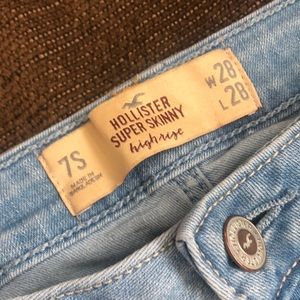 HOLLISTER
SUPER SKINNY
high rise
7S
MADE IN
BANGLADESH
W 28
L 28